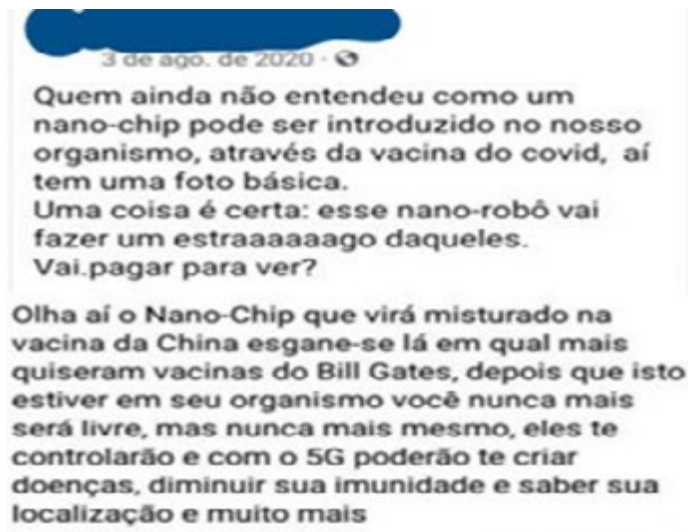 3 de ago. de 2020 ·
Quem ainda não entendeu como um
nano-chip pode ser introduzido no nosso
organismo, através da vacina do covid, aí
tem uma foto básica.
Uma coisa é certa: esse nano-robô vai
fazer um estraaaaaago daqueles.
Vai.pagar para ver?
Olha aí o Nano-Chip que virá misturado na
vacina da China esgane-se lá em qual mais
quiseram vacinas do Bill Gates, depois que isto
estiver em seu organismo você nunca mais
será livre, mas nunca mais mesmo, eles te
controlarão e com o 5G poderão te criar
doenças, diminuir sua imunidade e saber sua
localização e muito mais